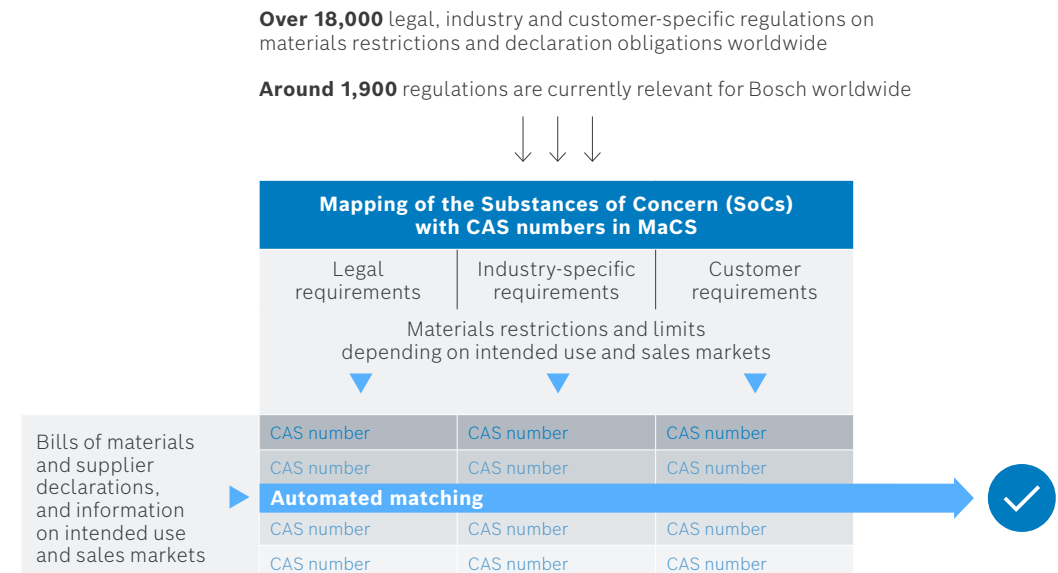 Over 18,000 legal, industry and customer-specific regulations on
materials restrictions and declaration obligations worldwide
Around 1,900 regulations are currently relevant for Bosch worldwide
Mapping of the Substances of Concern (SoCs)
with CAS numbers in MaCS
Legal
requirements
Industry-specific
requirements
Customer
requirements
Materials restrictions and limits
depending on intended use and sales markets
Bills of materials
and supplier
declarations,
and information
on intended use
and sales markets
CAS number CAS number CAS number
CAS number CAS number CAS number
Automated matching
CAS number CAS number CAS number
CAS number CAS number CAS number